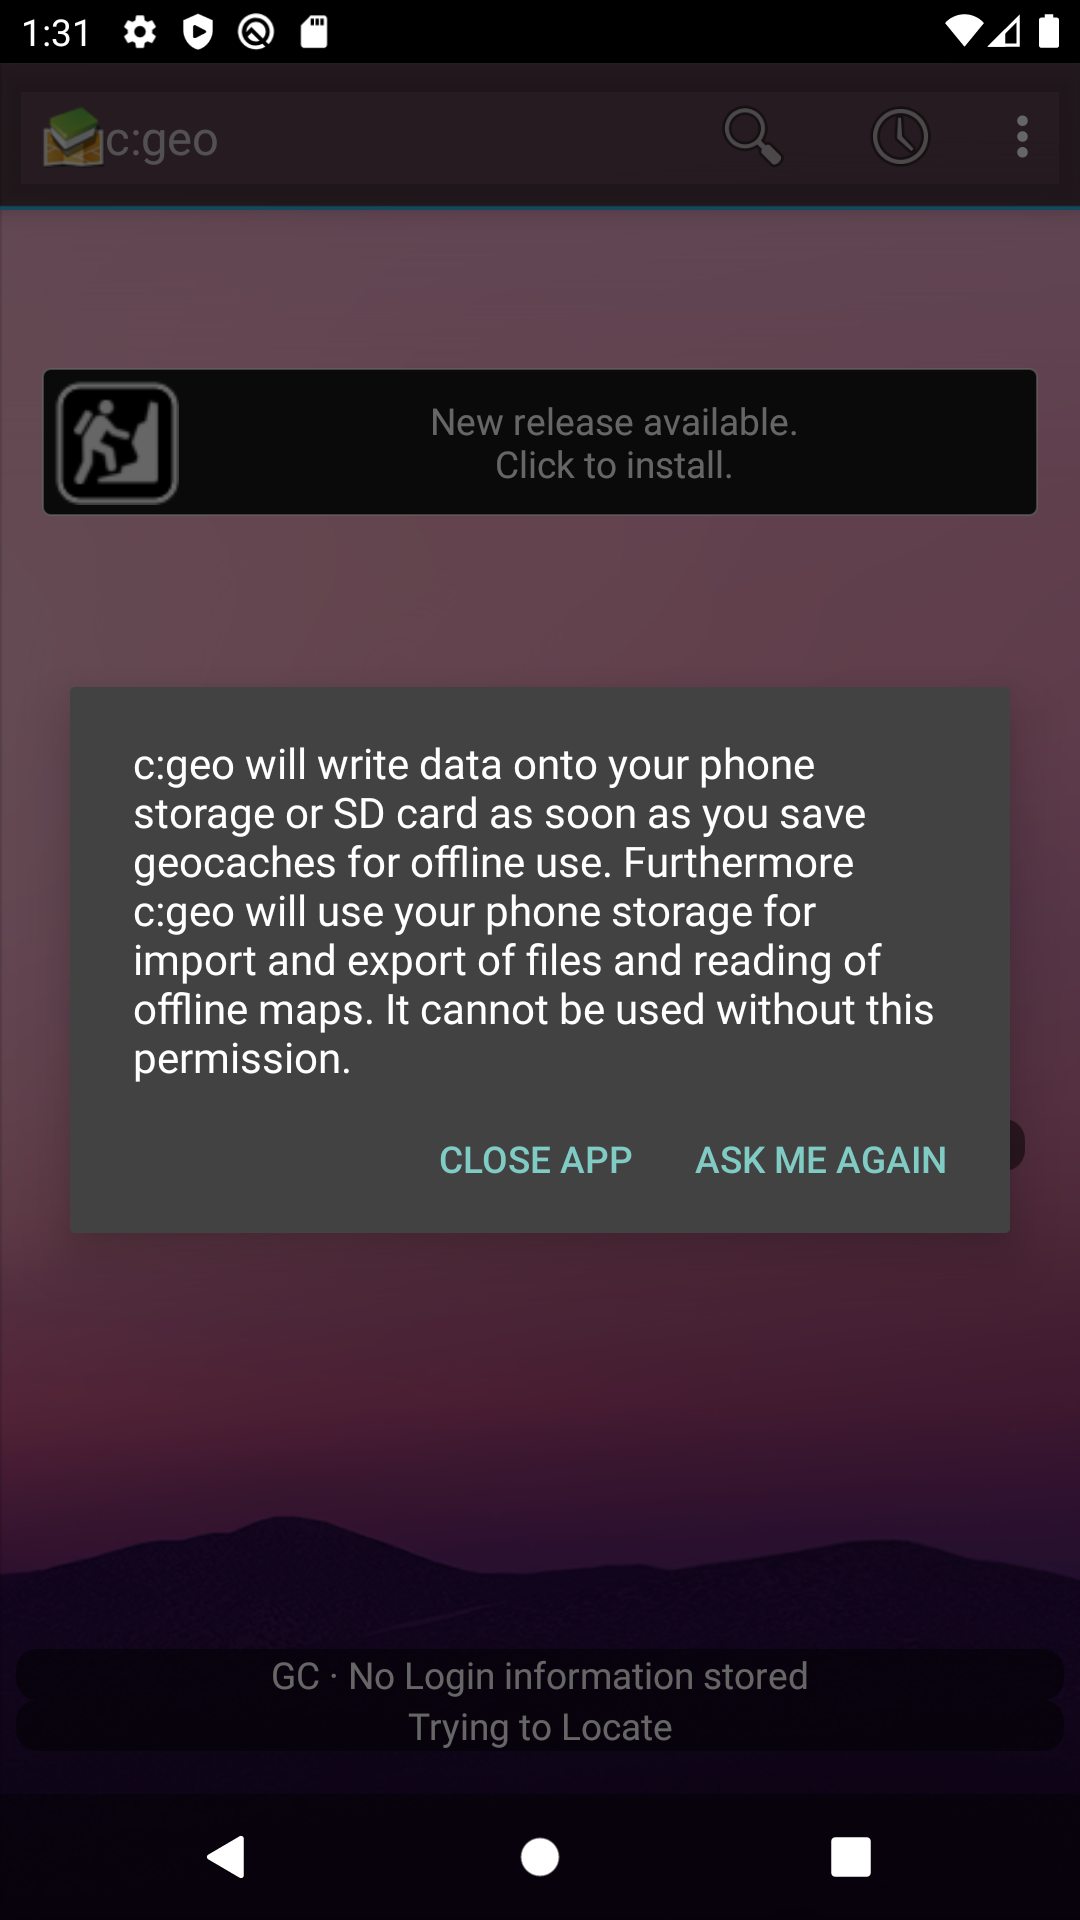 1:31
c:geo
New release available.
Click to install.
c:geo will write data onto your phone
storage or SD card as soon as you save
geocaches for offline use. Furthermore
c:geo will use your phone storage for
import and export of files and reading of
offline maps. It cannot be used without this
permission.
CLOSE APP ASK ME AGAIN
GC · No Login information stored
Trying to Locate